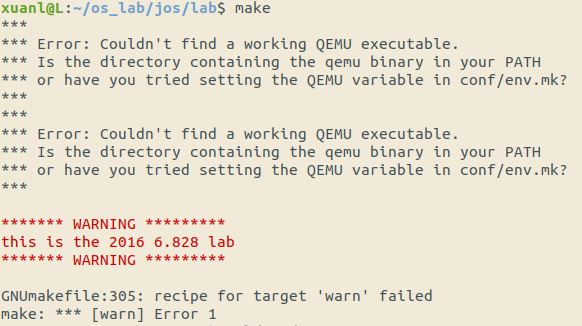 xuanl@L:~/os_lab/jos/lab$ make
***
*** Error: Couldn't find a working QEMU executable.
*** Is the directory containing the qemu binary in your PATH
*** or have you tried setting the QEMU variable in conf/env.mk?
***
***
*** Error: Couldn't find a working QEMU executable.
*** Is the directory containing the qemu binary in your PATH
*** or have you tried setting the QEMU variable in conf/env.mk?
***
******* WARNING *********
this is the 2016 6.828 lab
******* WARNING *********
GNUmakefile:305: recipe for target 'warn' failed
make: *** [warn] Error 1